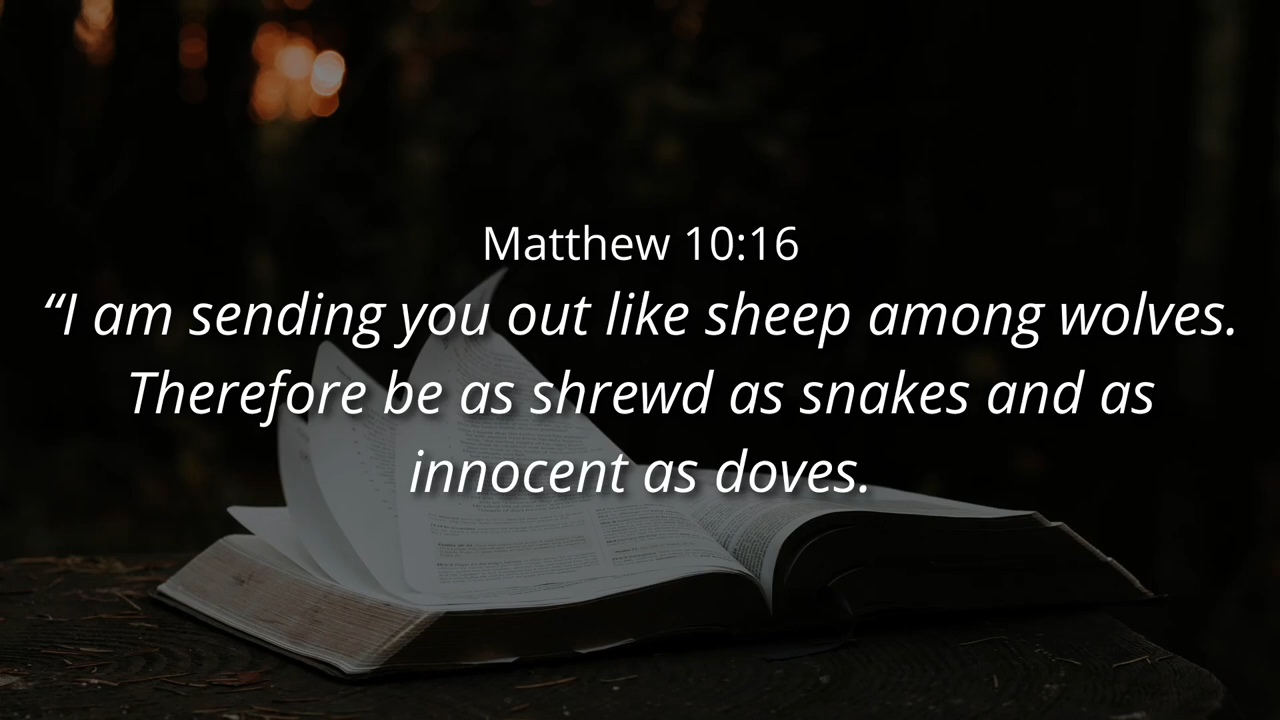 Matthew 10:16
“I am sending you out like sheep among wolves.
Therefore be as shrewd as snakes and as
innocent as doves.